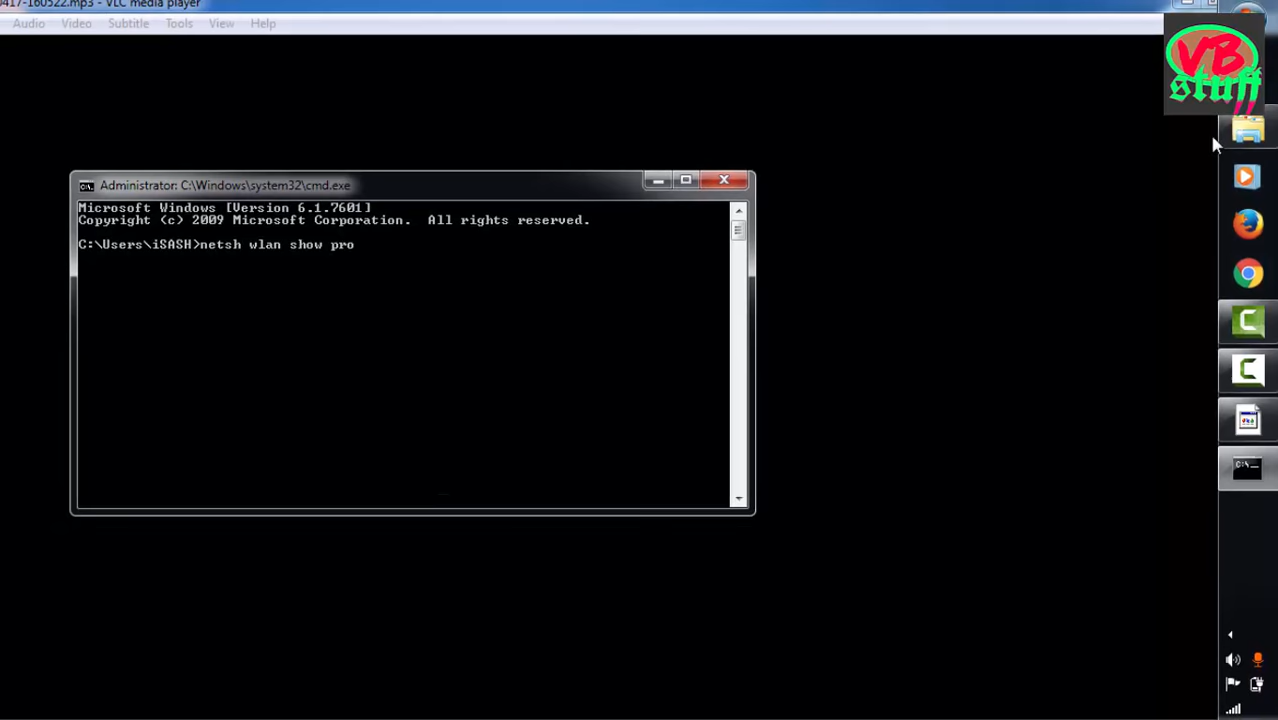 0417-160522.mp3 - VLC media player
Audio Video Subtitle Tools View Help
VB
stuff
Administrator: C:\Windows\system32\cmd.exe
Microsoft Windows [Version 6.1.7601]
Copyright (c) 2009 Microsoft Corporation. All rights reserved.
C:\Users\iSASH>netsh wlan show pro